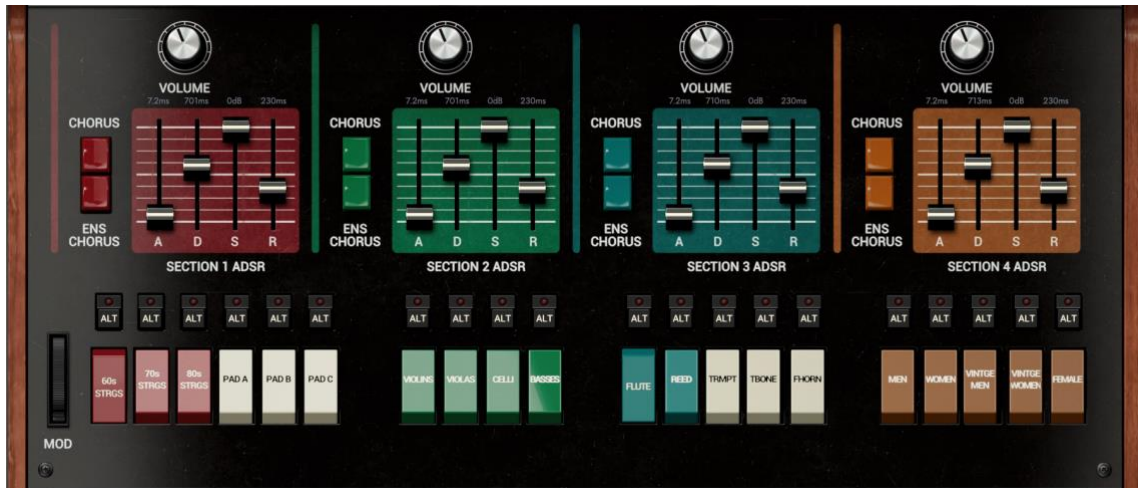 VOLUME
7.2ms 701ms 0dB 230ms
CHORUS
ENS
CHORUS
A D S R
SECTION 1 ADSR
VOLUME
7.2ms 701ms 0dB 230ms
CHORUS
ENS
CHORUS
A D S R
SECTION 2 ADSR
VOLUME
7.2ms 710ms 0dB 230ms
CHORUS
ENS
CHORUS
A D S R
SECTION 3 ADSR
VOLUME
7.2ms 713ms 0dB 230ms
CHORUS
ENS
CHORUS
A D S R
SECTION 4 ADSR
ALT ALT ALT ALT ALT ALT
ALT ALT ALT ALT
ALT ALT ALT ALT ALT
ALT ALT ALT ALT ALT
60s
STRGS
70s
STRGS
80s
STRGS
PAD A
PAD B
PAD C
VIOLINS
VIOLAS
CELLI
BASSES
FLUTE
REED
TRMPT
TBONE
FHORN
MEN
WOMEN
VINTGE
MEN
VINTGE
WOMEN
FEMALE
MOD